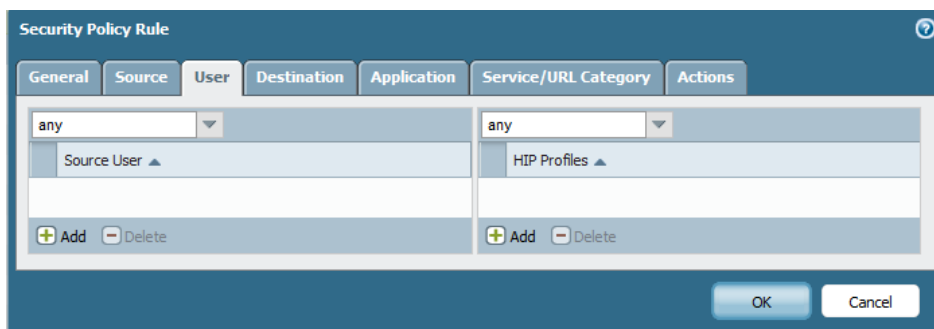 Security Policy Rule
General Source User Destination Application Service/URL Category Actions
any any
Source User HIP Profiles
Add Delete Add Delete
OK Cancel